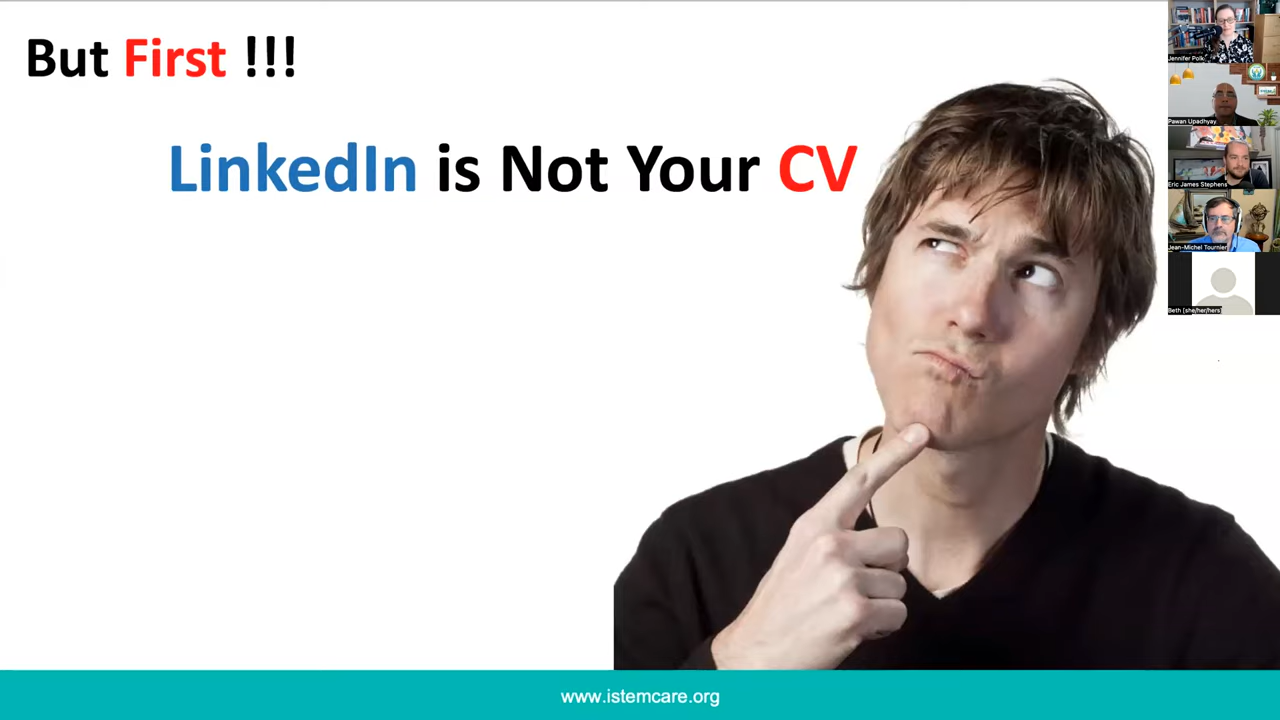 But First !!!
LinkedIn is Not Your CV
www.istemcare.org
Jennifer Polk
Pawan Upadhyay
Eric James Stephens
Jean-Michel Tournier
Beth (she/her/hers)